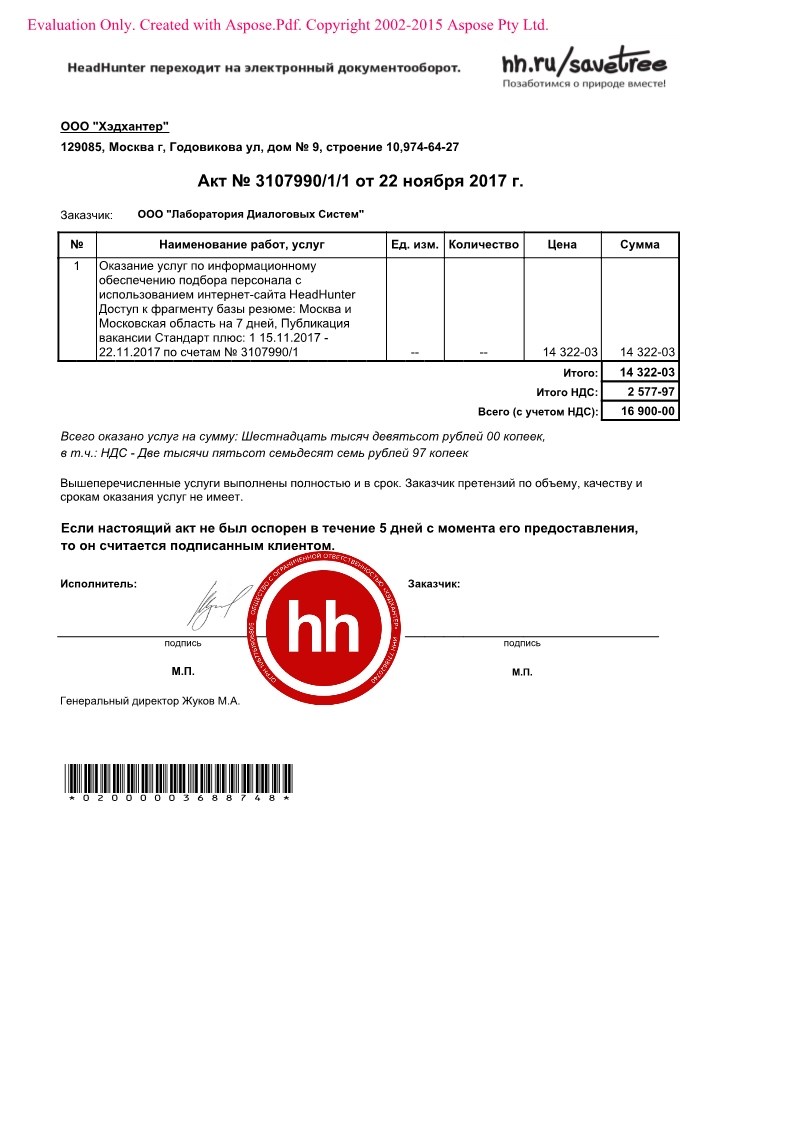 Evaluation Only. Created with Aspose.Pdf. Copyright 2002-2015 Aspose Pty Ltd.
HeadHunter переходит на электронный документооборот.
hh.ru/savetree
Позаботимся о природе вместе!
ООО "Хэдхантер"
129085, Москва г, Годовикова ул, дом № 9, строение 10,974-64-27
Акт № 3107990/1/1 от 22 ноября 2017 г.
Заказчик: ООО "Лаборатория Диалоговых Систем"
№ Наименование работ, услуг Ед. изм. Количество Цена Сумма
1 Оказание услуг по информационному
обеспечению подбора персонала с
использованием интернет-сайта HeadHunter
Доступ к фрагменту базы резюме: Москва и
Московская область на 7 дней, Публикация
вакансии Стандарт плюс: 1 15.11.2017 -
22.11.2017 по счетам № 3107990/1 -- -- 14 322-03 14 322-03
Итого: 14 322-03
Итого НДС: 2 577-97
Всего (с учетом НДС): 16 900-00
Всего оказано услуг на сумму: Шестнадцать тысяч девятьсот рублей 00 копеек,
в т.ч.: НДС - Две тысячи пятьсот семьдесят семь рублей 97 копеек
Вышеперечисленные услуги выполнены полностью и в срок. Заказчик претензий по объему, качеству и
срокам оказания услуг не имеет.
Если настоящий акт не был оспорен в течение 5 дней с момента его предоставления,
то он считается подписанным клиентом.
Исполнитель: Заказчик:
ОБЩЕСТВО С ОГРАНИЧЕННОЙ ОТВЕТСТВЕННОСТЬЮ «ХЭДХАНТЕР»
hh
подпись подпись
М.П. М.П.
Генеральный директор Жуков М.А.
*0200003688748*